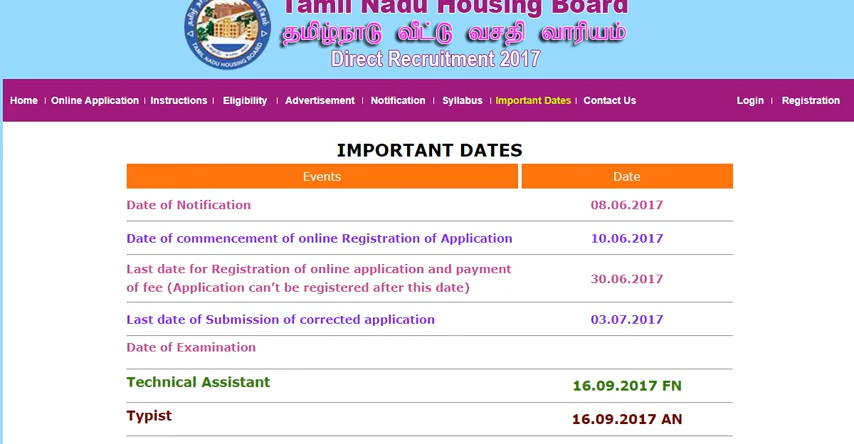 Tamil Nadu Housing Board
தமிழ்நாடு வீட்டு வசதி வாரியம்
Direct Recruitment 2017
TAMIL NADU HOUSING BOARD
Home | Online Application | Instructions | Eligibility | Advertisement | Notification | Syllabus | Important Dates | Contact Us Login | Registration
IMPORTANT DATES
Events Date
Date of Notification 08.06.2017
Date of commencement of online Registration of Application 10.06.2017
Last date for Registration of online application and payment
of fee (Application can’t be registered after this date) 30.06.2017
Last date of Submission of corrected application 03.07.2017
Date of Examination
Technical Assistant 16.09.2017 FN
Typist 16.09.2017 AN